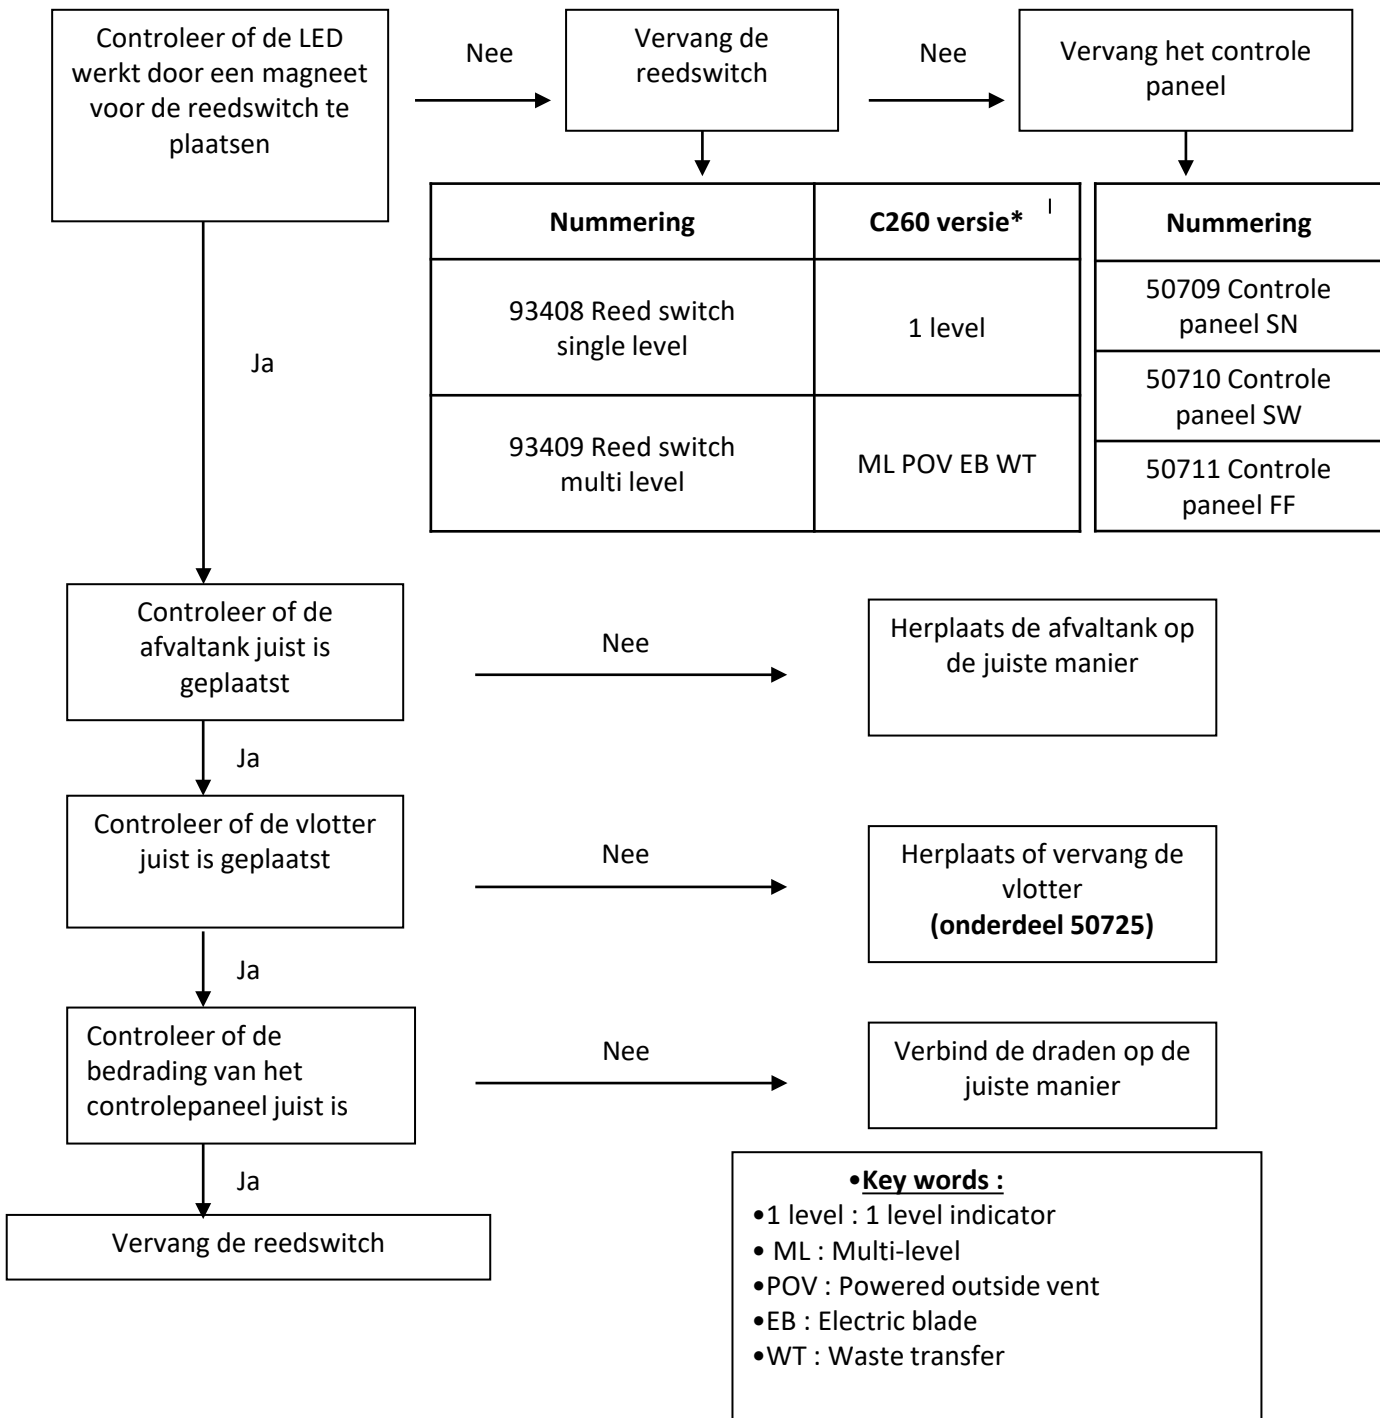 Controleer of de LED
werkt door een magneet
voor de reedswitch te
plaatsen
Nee
Vervang de
reedswitch
Nee
Vervang het controle
paneel
Nummering
C260 versie*
93408 Reed switch
single level
1 level
93409 Reed switch
multi level
ML POV EB WT
Nummering
50709 Controle
paneel SN
50710 Controle
paneel SW
50711 Controle
paneel FF
Ja
Controleer of de
afvaltank juist is
geplaatst
Nee
Herplaats de afvaltank op
de juiste manier
Ja
Controleer of de vlotter
juist is geplaatst
Nee
Herplaats of vervang de
vlotter
(onderdeel 50725)
Ja
Controleer of de
bedrading van het
controlepaneel juist is
Nee
Verbind de draden op de
juiste manier
Ja
Vervang de reedswitch
•Key words :
•1 level : 1 level indicator
• ML : Multi-level
•POV : Powered outside vent
•EB : Electric blade
•WT : Waste transfer